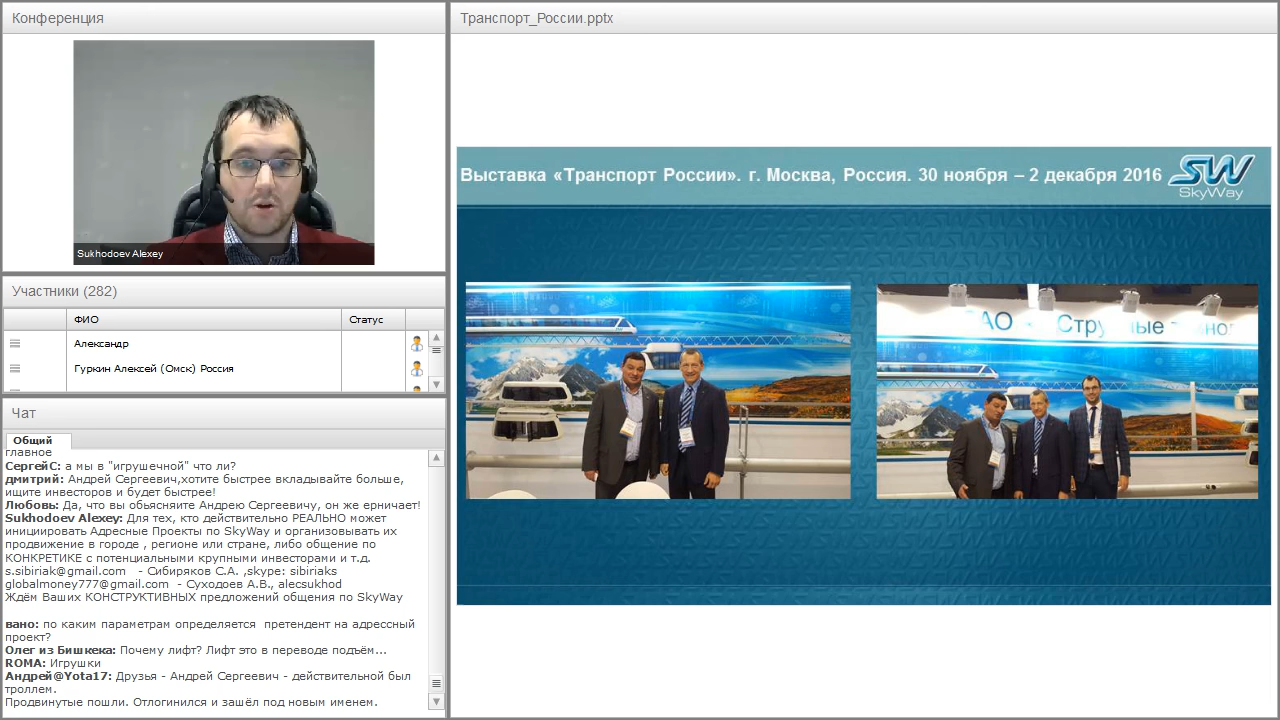 Конференция
Sukhodoev Alexey
Участники (282)
ФИО
Статус
Александр
Гуркин Алексей (Омск) Россия
Чат
Общий
главное
СергейС: а мы в "игрушечной" что ли?
дмитрий: Андрей Сергеевич,хотите быстрее вкладывайте больше,
ищите инвесторов и будет быстрее!
Любовь: Да, что вы обьясняите Андрею Сергеевичу, он же ерничает!
Sukhodoev Alexey: Для тех, кто действительно РЕАЛЬНО может
инициировать Адресные Проекты по SkyWay и организовывать их
продвижение в городе , регионе или стране, либо общение по
КОНКРЕТИКЕ с потенциальными крупными инвесторами и т.д.
s.sibiriak@gmail.com - Сибиряков С.А. ,skype: sibiriaks
globalmoney777@gmail.com - Суходоев А.В., alecsukhod
Ждём Ваших КОНСТРУКТИВНЫХ предложений общения по SkyWay
вано: по каким параметрам определяется претендент на адрессный
проект?
Олег из Бишкека: Почему лифт? Лифт это в переводе подъём...
ROMA: Игрушки
Андрей@Yota17: Друзья - Андрей Сергеевич - действительной был
троллем.
Продвинутые пошли. Отлогинился и зашёл под новым именем.
Транспорт_России.pptx
Выставка «Транспорт России». г. Москва, Россия. 30 ноября – 2 декабря 2016
SW
SkyWay